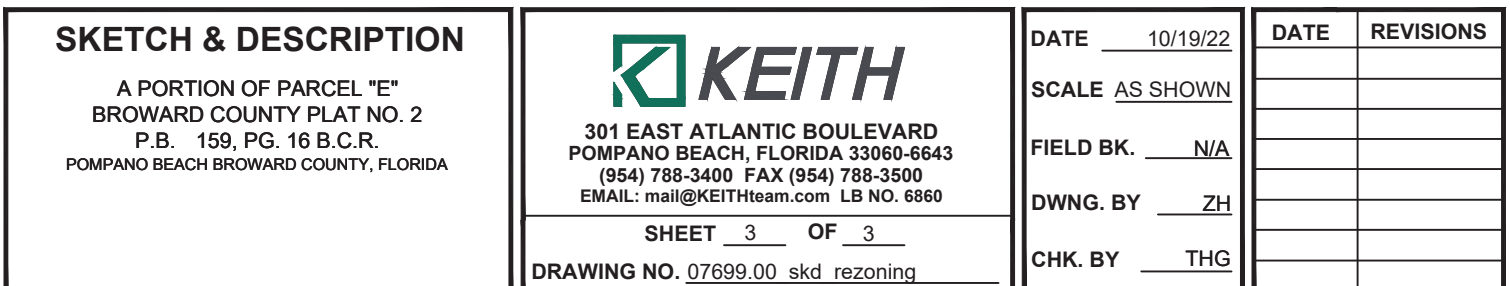 SKETCH & DESCRIPTION
A PORTION OF PARCEL "E"
BROWARD COUNTY PLAT NO. 2
P.B. 159, PG. 16 B.C.R.
POMPANO BEACH BROWARD COUNTY, FLORIDA
KEITH
301 EAST ATLANTIC BOULEVARD
POMPANO BEACH, FLORIDA 33060-6643
(954) 788-3400 FAX (954) 788-3500
EMAIL: mail@KEITHteam.com LB NO. 6860
SHEET 3 OF 3
DRAWING NO. 07699.00 skd rezoning
DATE 10/19/22
SCALE AS SHOWN
FIELD BK. N/A
DWNG. BY ZH
CHK. BY THG
DATE REVISIONS